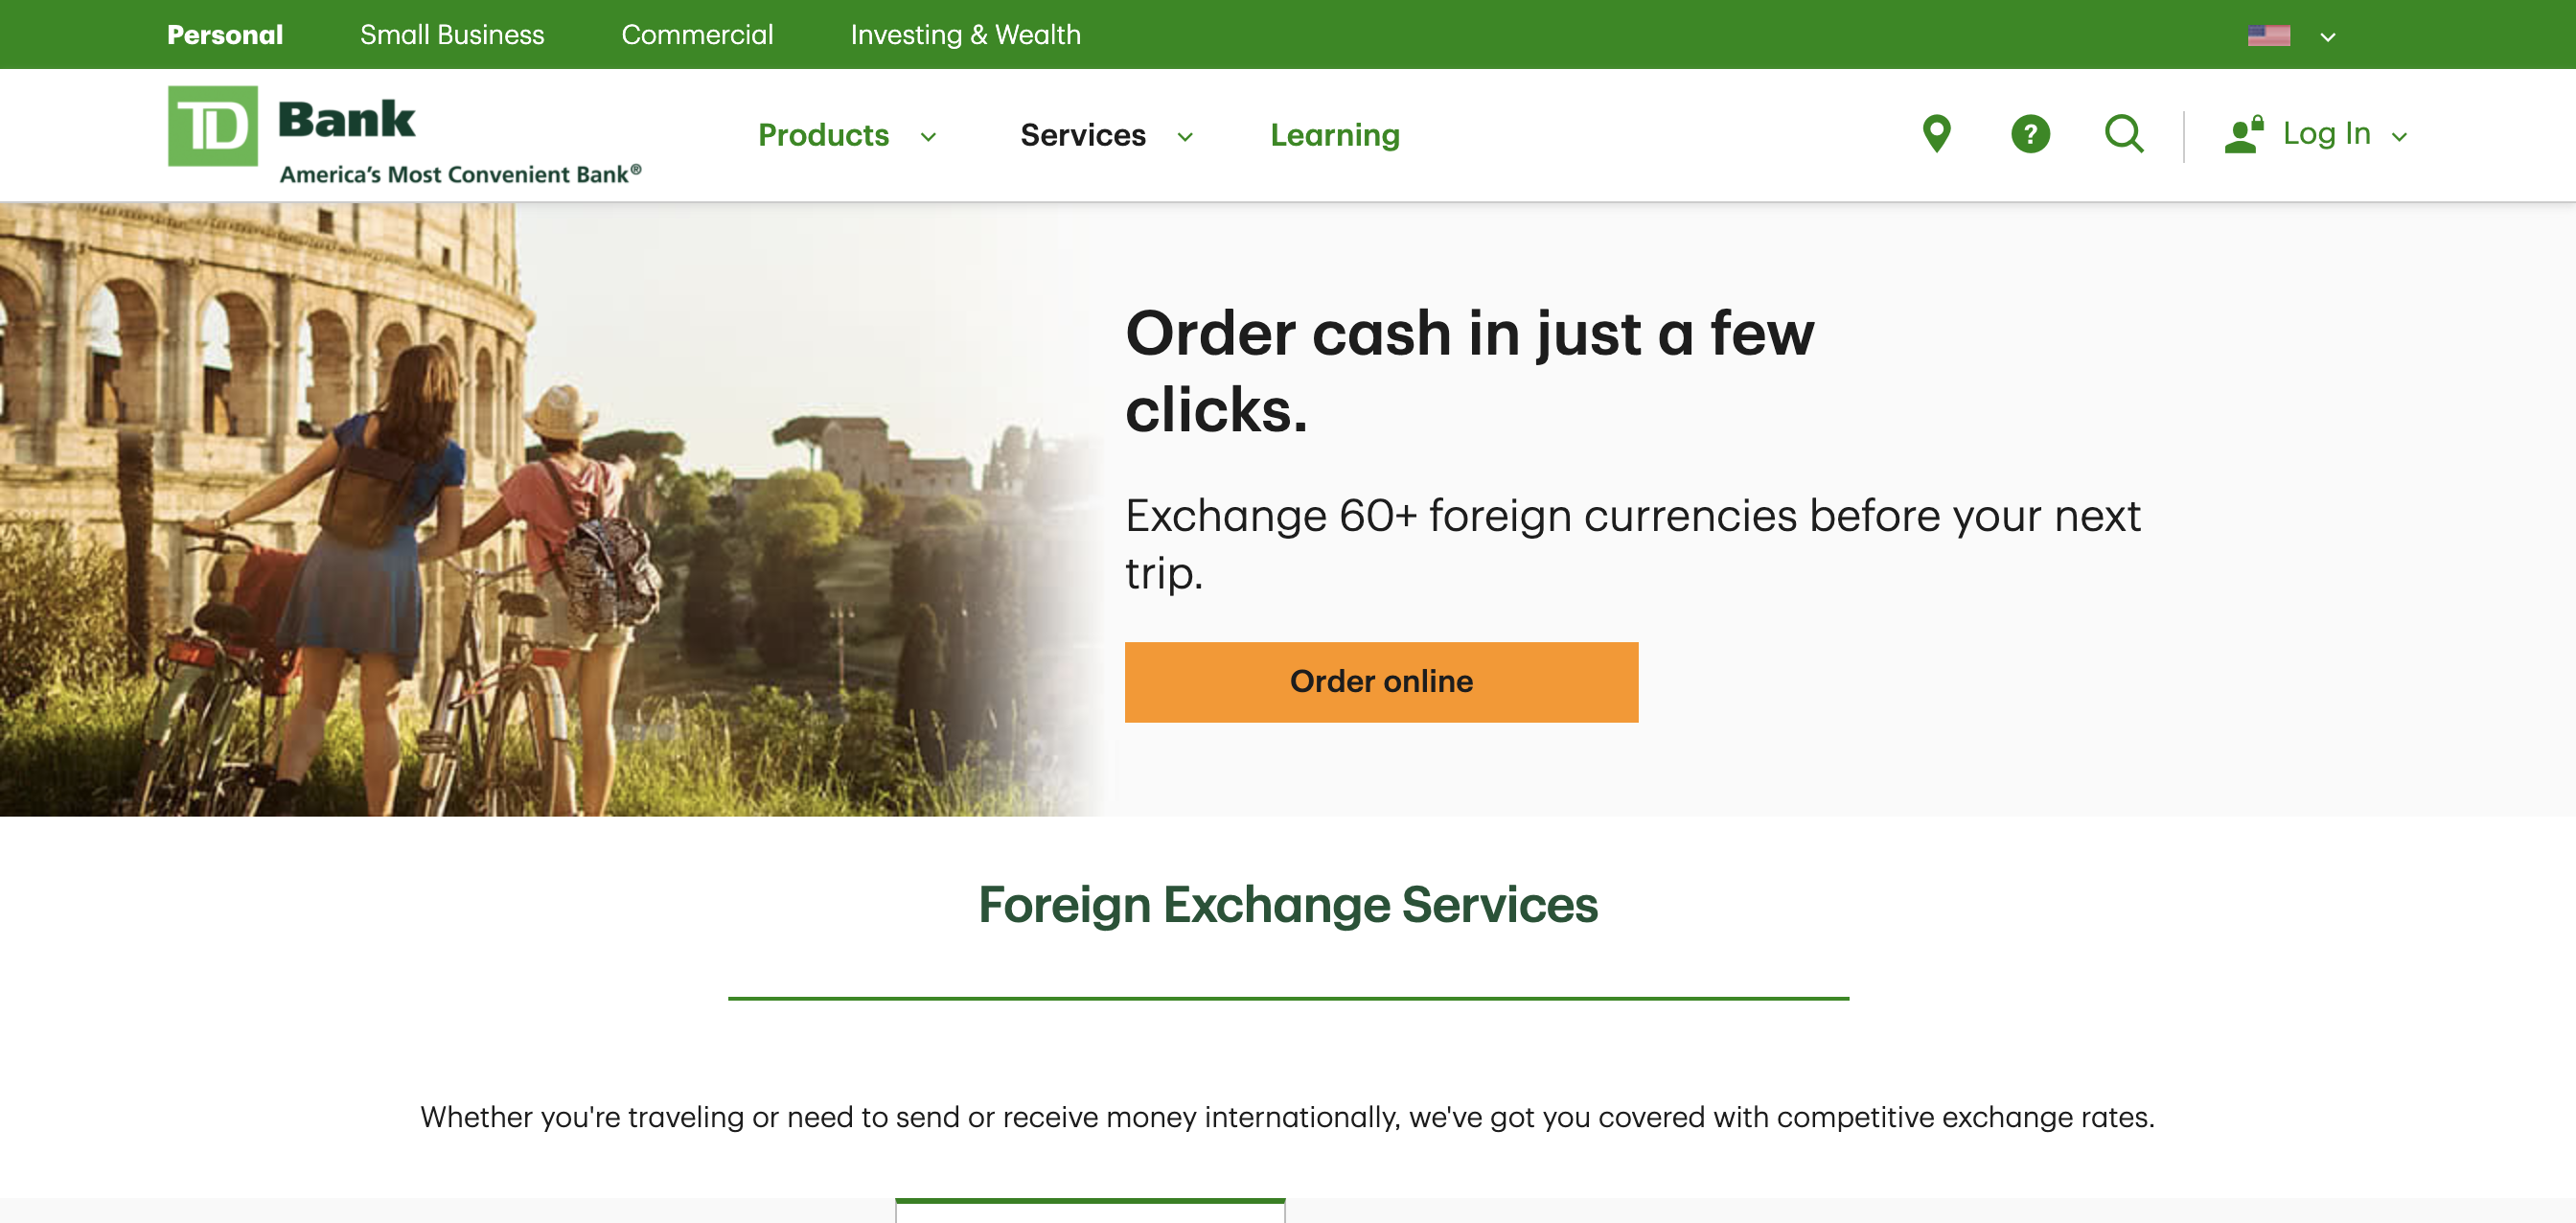 Personal Small Business Commercial Investing & Wealth
TD Bank
America's Most Convenient Bank®
Products Services Learning ? Log In
Order cash in just a few
clicks.
Exchange 60+ foreign currencies before your next
trip.
Order online
Foreign Exchange Services
Whether you're traveling or need to send or receive money internationally, we've got you covered with competitive exchange rates.